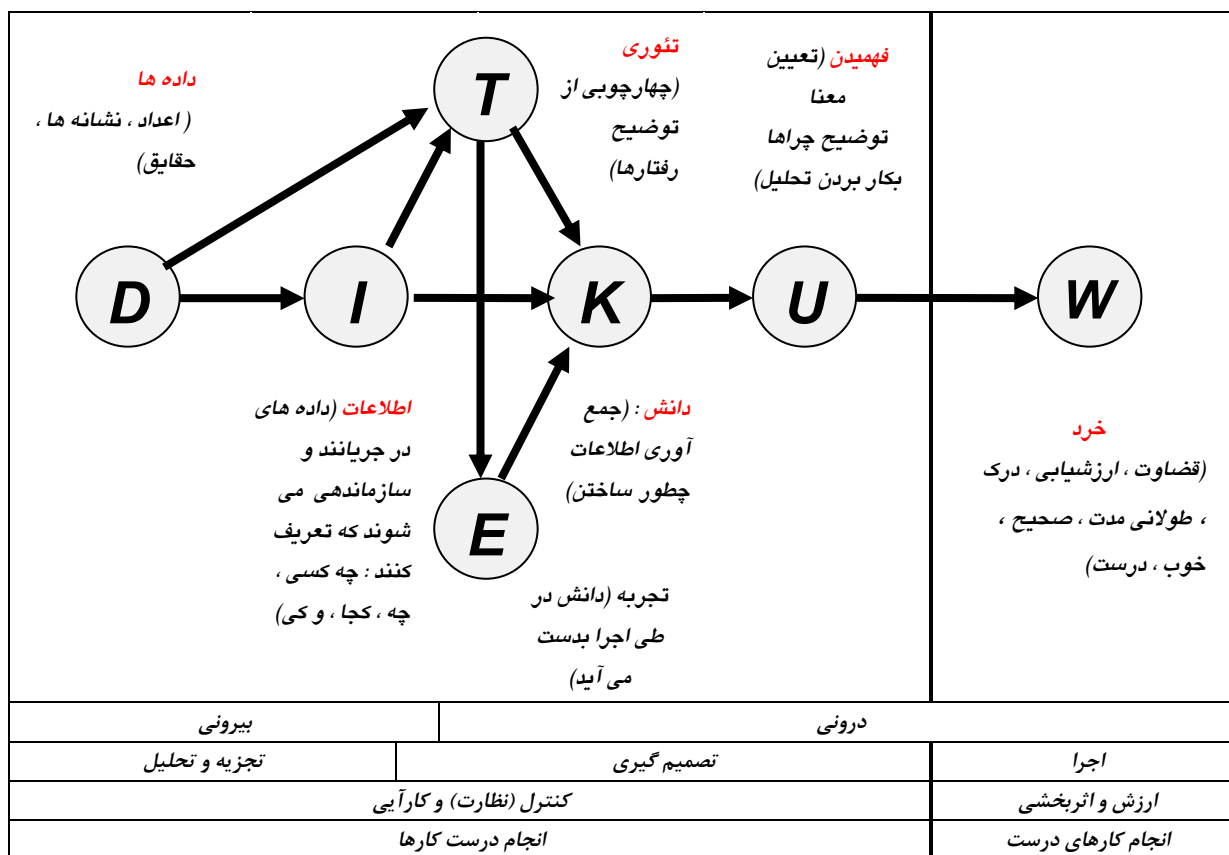 داده ها
( اعداد ، نشانه ها ،
حقایق)
T
تئوری
(چهارچوبی از
توضیح
رفتارها)
فهمیدن (تعیین
معنا
توضیح چراها
بکار بردن تحلیل)
D
I
K
U
W
اطلاعات (داده های
در جریانند و
سازماندهی می
شوند که تعریف
کنند : چه کسی ،
چه ، کجا ، و کی)
E
تجربه (دانش در
طی اجرا بدست
می آید)
دانش : (جمع
آوری اطلاعات
چطور ساختن)
خرد
(قضاوت ، ارزشیابی ، درک
، طولانی مدت ، صحیح ،
خوب ، درست)
بیرونی
درونی
تجزیه و تحلیل
تصمیم گیری
اجرا
کنترل (نظارت) و کارآیی
ارزش و اثربخشی
انجام درست کارها
انجام کارهای درست